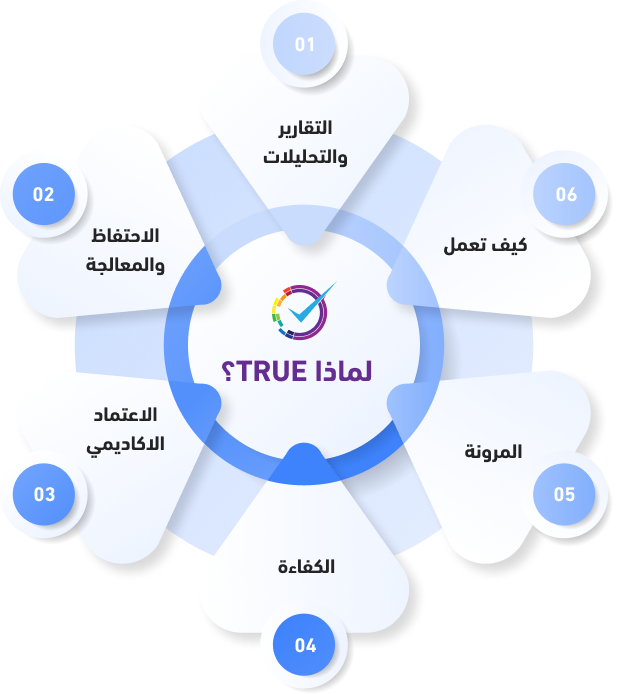 01
التقارير
والتحليلات
02
الاحتفاظ
والمعالجة
03
الاعتماد
الاكاديمي
04
الكفاءة
05
المرونة
06
كيف تعمل
لماذا TRUE؟